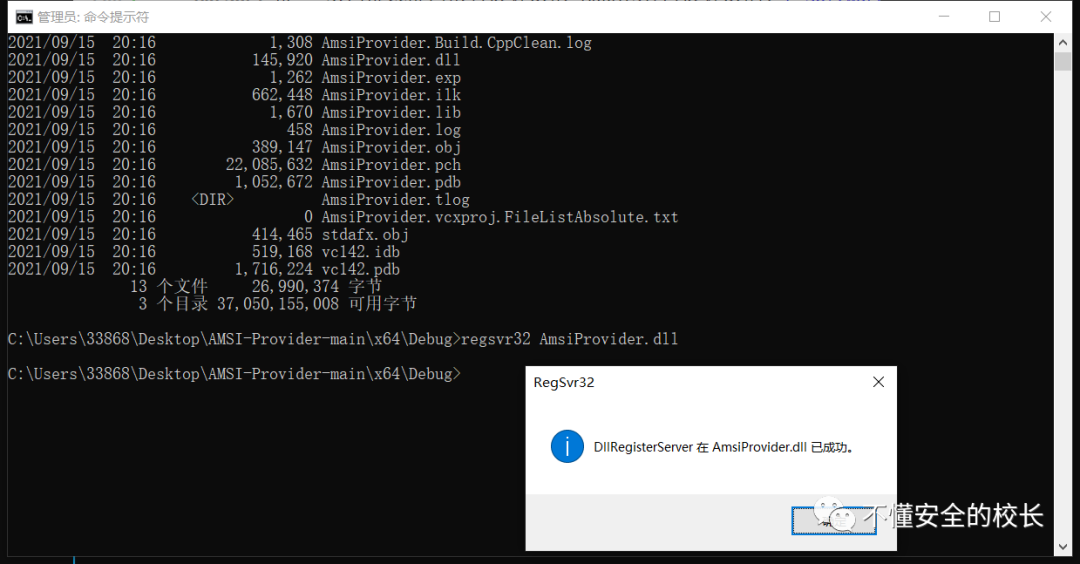 管理员: 命令提示符
2021/09/15  20:16             1,308 AmsiProvider.Build.CppClean.log
2021/09/15  20:16           145,920 AmsiProvider.dll
2021/09/15  20:16             1,262 AmsiProvider.exp
2021/09/15  20:16           662,448 AmsiProvider.ilk
2021/09/15  20:16             1,670 AmsiProvider.lib
2021/09/15  20:16               458 AmsiProvider.log
2021/09/15  20:16           389,147 AmsiProvider.obj
2021/09/15  20:16        22,085,632 AmsiProvider.pch
2021/09/15  20:16         1,052,672 AmsiProvider.pdb
2021/09/15  20:16    <DIR>          AmsiProvider.tlog
2021/09/15  20:16                 0 AmsiProvider.vcxproj.FileListAbsolute.txt
2021/09/15  20:16           414,465 stdafx.obj
2021/09/15  20:16           519,168 vc142.idb
2021/09/15  20:16         1,716,224 vc142.pdb
13 个文件     26,990,374 字节
3 个目录 37,050,155,008 可用字节
C:\Users\33868\Desktop\AMSI-Provider-main\x64\Debug>regsvr32 AmsiProvider.dll
C:\Users\33868\Desktop\AMSI-Provider-main\x64\Debug>
RegSvr32
DllRegisterServer 在 AmsiProvider.dll 已成功。
不懂安全的校长